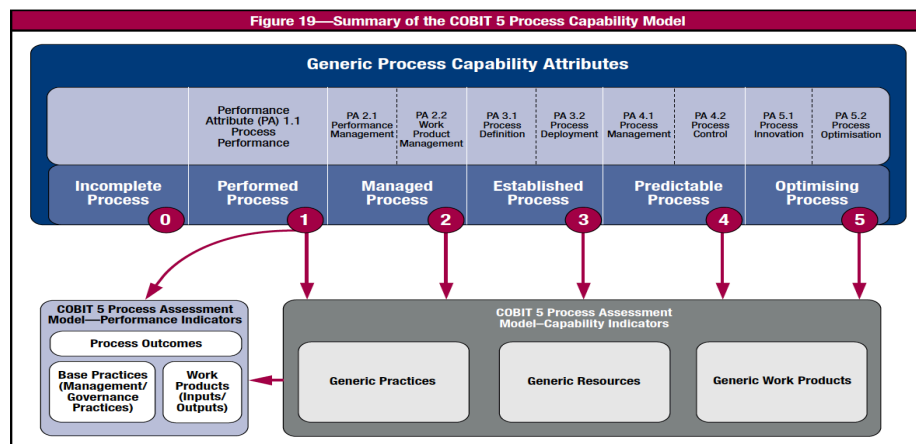 Figure 19—Summary of the COBIT 5 Process Capability Model
Generic Process Capability Attributes
Performance
Attribute (PA) 1.1
Process
Performance
PA 2.1
Performance
Management
PA 2.2
Work
Product
Management
PA 3.1
Process
Definition
PA 3.2
Process
Deployment
PA 4.1
Process
Management
PA 4.2
Process
Control
PA 5.1
Process
Innovation
PA 5.2
Process
Optimisation
Incomplete
Process
0
Performed
Process
1
Managed
Process
2
Established
Process
3
Predictable
Process
4
Optimising
Process
5
COBIT 5 Process Assessment
Model—Performance Indicators
Process Outcomes
Base Practices
(Management/
Governance
Practices)
Work
Products
(Inputs/
Outputs)
COBIT 5 Process Assessment
Model–Capability Indicators
Generic Practices
Generic Resources
Generic Work Products